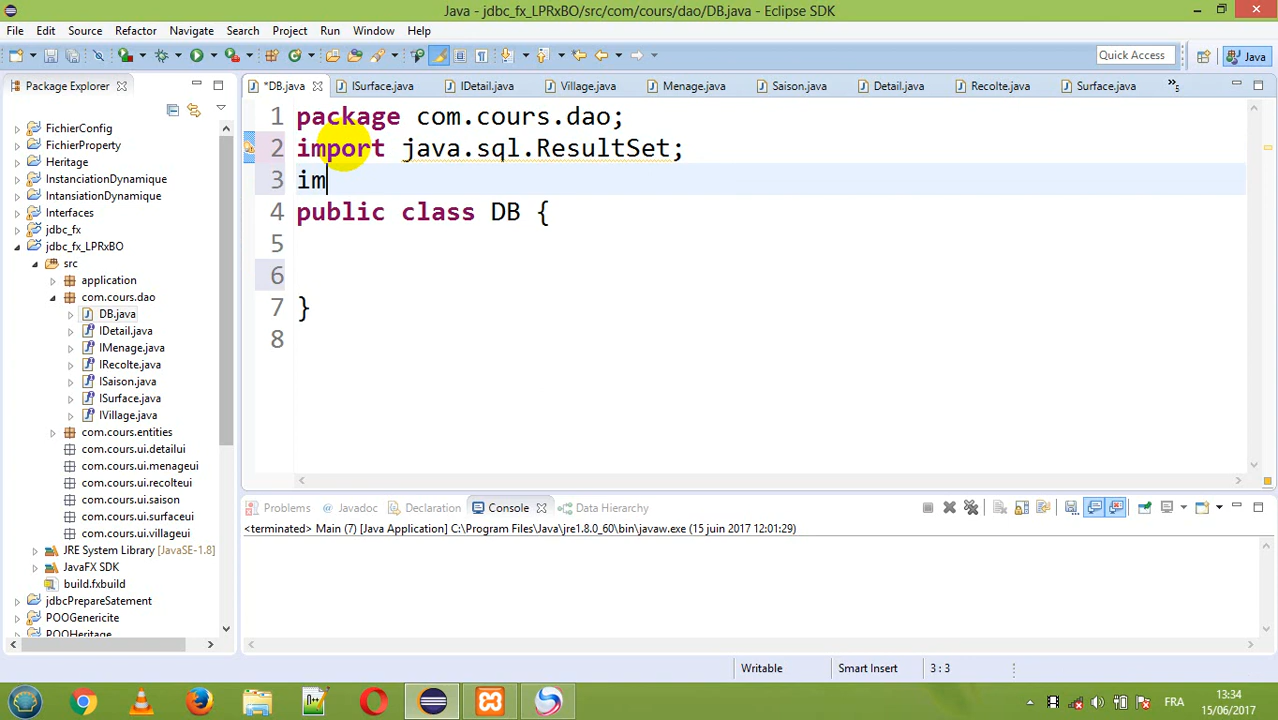 Java - jdbc_fx_LPRxBO/src/com/cours/dao/DB.java - Eclipse SDK
File Edit Source Refactor Navigate Search Project Run Window Help
Quick Access
Java
Package Explorer
FichierConfig
FichierProperty
Heritage
InstanciationDynamique
IntansiationDynamique
Interfaces
jdbc_fx
jdbc_fx_LPRxBO
src
application
com.cours.dao
DB.java
IDetail.java
IMenage.java
IRecolte.java
ISaison.java
ISurface.java
IVillage.java
com.cours.entities
com.cours.ui.detailui
com.cours.ui.menageui
com.cours.ui.recolteui
com.cours.ui.saison
com.cours.ui.surfaceui
com.cours.ui.villageui
JRE System Library [JavaSE-1.8]
JavaFX SDK
build.fxbuild
jdbcPrepareSatement
POOGenericite
POOHeritage
*DB.java ISurface.java IDetail.java Village.java Menage.java Saison.java Detail.java Recolte.java Surface.java »5
1 package com.cours.dao;
2 import java.sql.ResultSet;
3 im
4 public class DB {
5
6
7 }
8
Problems Javadoc Declaration Console Data Hierarchy
<terminated> Main (7) [Java Application] C:\Program Files\Java\jre1.8.0_60\bin\javaw.exe (15 juin 2017 12:01:29)
Writable Smart Insert 3 : 3
FRA
13:34
15/06/2017